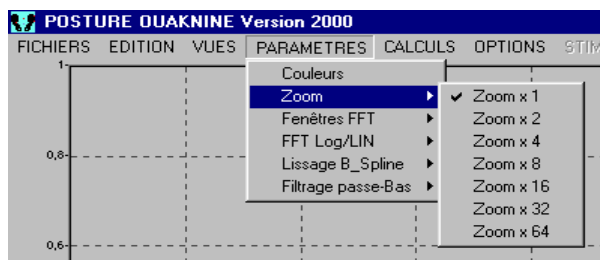 POSTURE OUAKNINE Version 2000
FICHIERS EDITION VUES PARAMETRES CALCULS OPTIONS STIM
1
Couleurs
Zoom
Fenêtres FFT
FFT Log/LIN
Lissage B_Spline
Filtrage passe-Bas
Zoom x 1
Zoom x 2
Zoom x 4
Zoom x 8
Zoom x 16
Zoom x 32
Zoom x 64
0,8
0,6